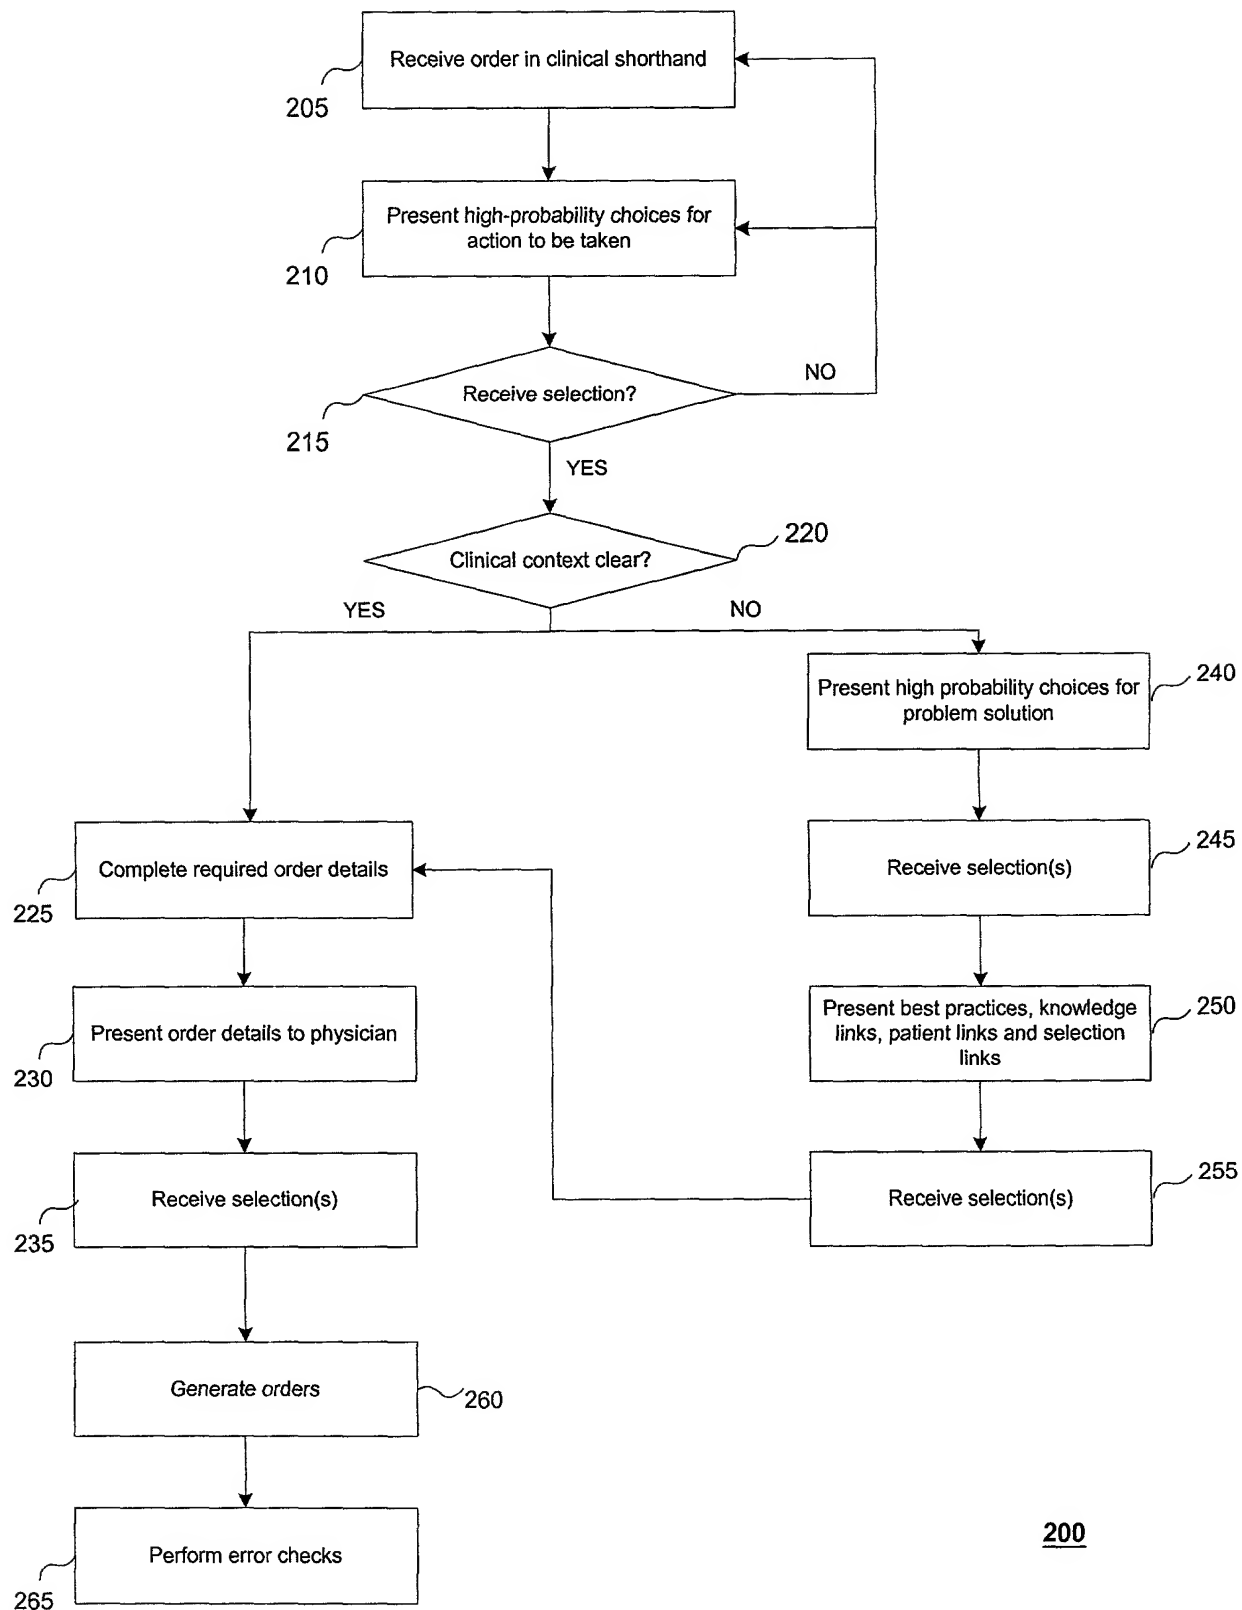 Receive order in clinical shorthand
205
Present high-probability choices for
action to be taken
210
Receive selection?
NO
215
YES
Clinical context clear?
220
YES
NO
Present high probability choices for
problem solution
240
Complete required order details
225
Receive selection(s)
245
Present order details to physician
230
Present best practices, knowledge
links, patient links and selection
links
250
Receive selection(s)
235
Receive selection(s)
255
Generate orders
260
Perform error checks
265
200